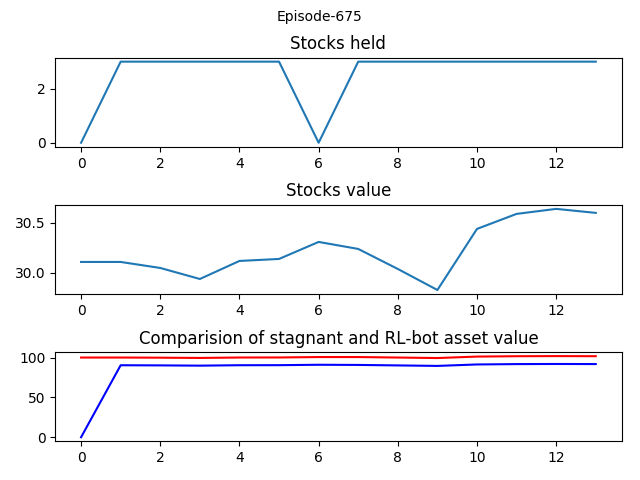 Episode-675
Stocks held
2
0
0 2 4 6 8 10 12
Stocks value
30.5
30.0
0 2 4 6 8 10 12
Comparision of stagnant and RL-bot asset value
100
50
0
0 2 4 6 8 10 12